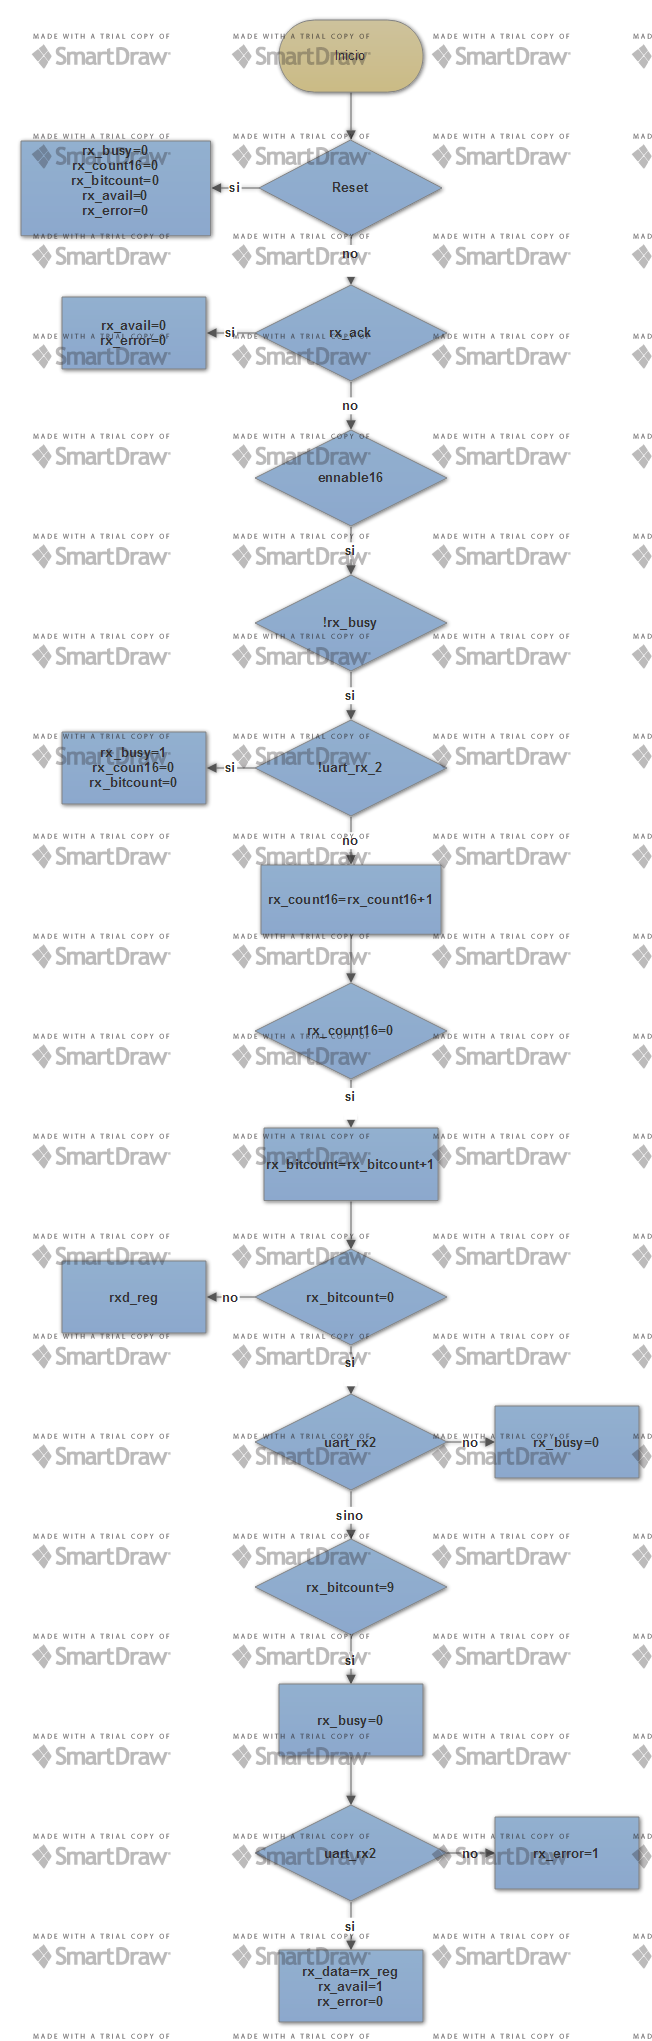 Inicio
rx_busy=0
rx_count16=0
rx_bitcount=0
rx_avail=0
rx_error=0
si
Reset
no
rx_avail=0
rx_error=0
si
rx_ack
no
ennable16
si
!rx_busy
si
rx_busy=1
rx_coun16=0
rx_bitcount=0
si
!uart_rx_2
no
rx_count16=rx_count16+1
rx_count16=0
si
rx_bitcount=rx_bitcount+1
rxd_reg
no
rx_bitcount=0
si
uart_rx2
no
rx_busy=0
sino
rx_bitcount=9
si
rx_busy=0
uart_rx2
no
rx_error=1
si
rx_data=rx_reg
rx_avail=1
rx_error=0
MADE WITH A TRIAL COPY OF
SmartDraw